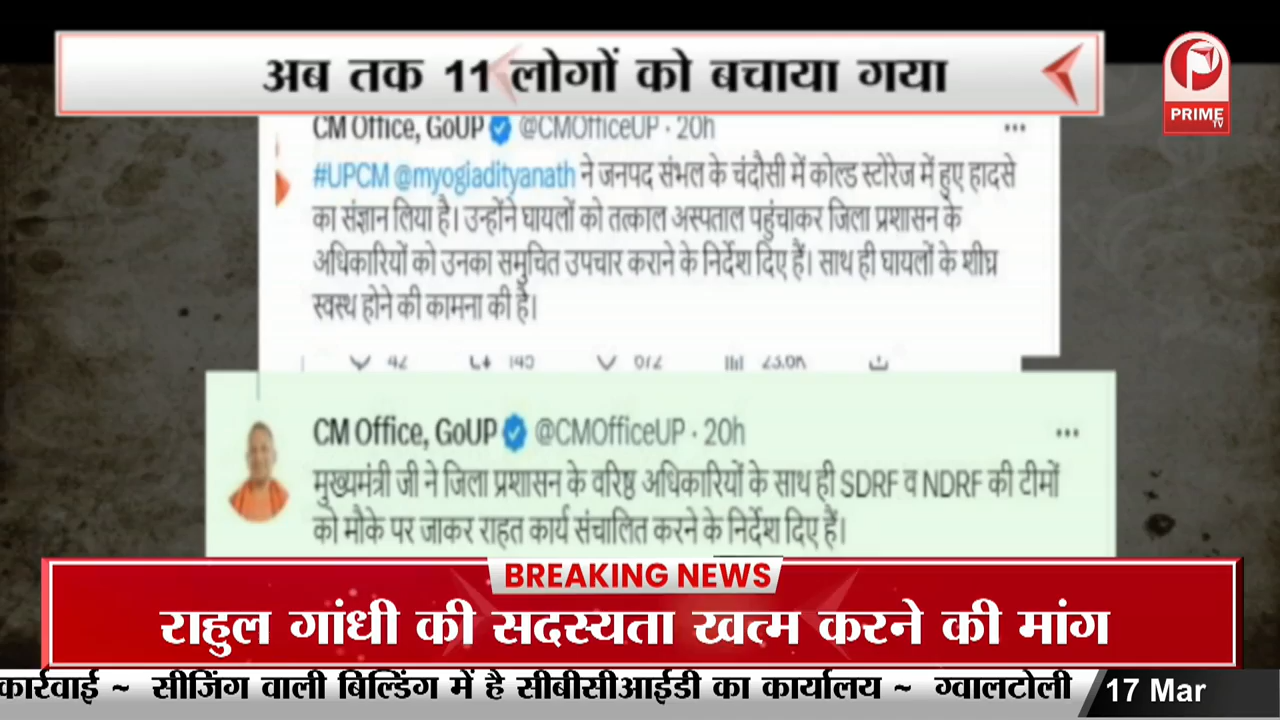 अब तक 11 लोगों को बचाया गया
PRIME
TV
CM Office, GoUP @CMOfficeUP · 20h
#UPCM @myogiadityanath ने जनपद संभल के चंदौसी में कोल्ड स्टोरेज में हुए हादसे
का संज्ञान लिया है। उन्होंने घायलों को तत्काल अस्पताल पहुंचाकर जिला प्रशासन के
अधिकारियों को उनका समुचित उपचार कराने के निर्देश दिए हैं। साथ ही घायलों के शीघ्र
स्वस्थ होने की कामना की है।
CM Office, GoUP @CMOfficeUP · 20h
मुख्यमंत्री जी ने जिला प्रशासन के वरिष्ठ अधिकारियों के साथ ही SDRF व NDRF की टीमों
को मौके पर जाकर राहत कार्य संचालित करने के निर्देश दिए हैं।
BREAKING NEWS
राहुल गांधी की सदस्यता खत्म करने की मांग
कार्रवाई ~ सीजिंग वाली बिल्डिंग में है सीबीसीआईडी का कार्यालय ~ ग्वालटोली
17 Mar